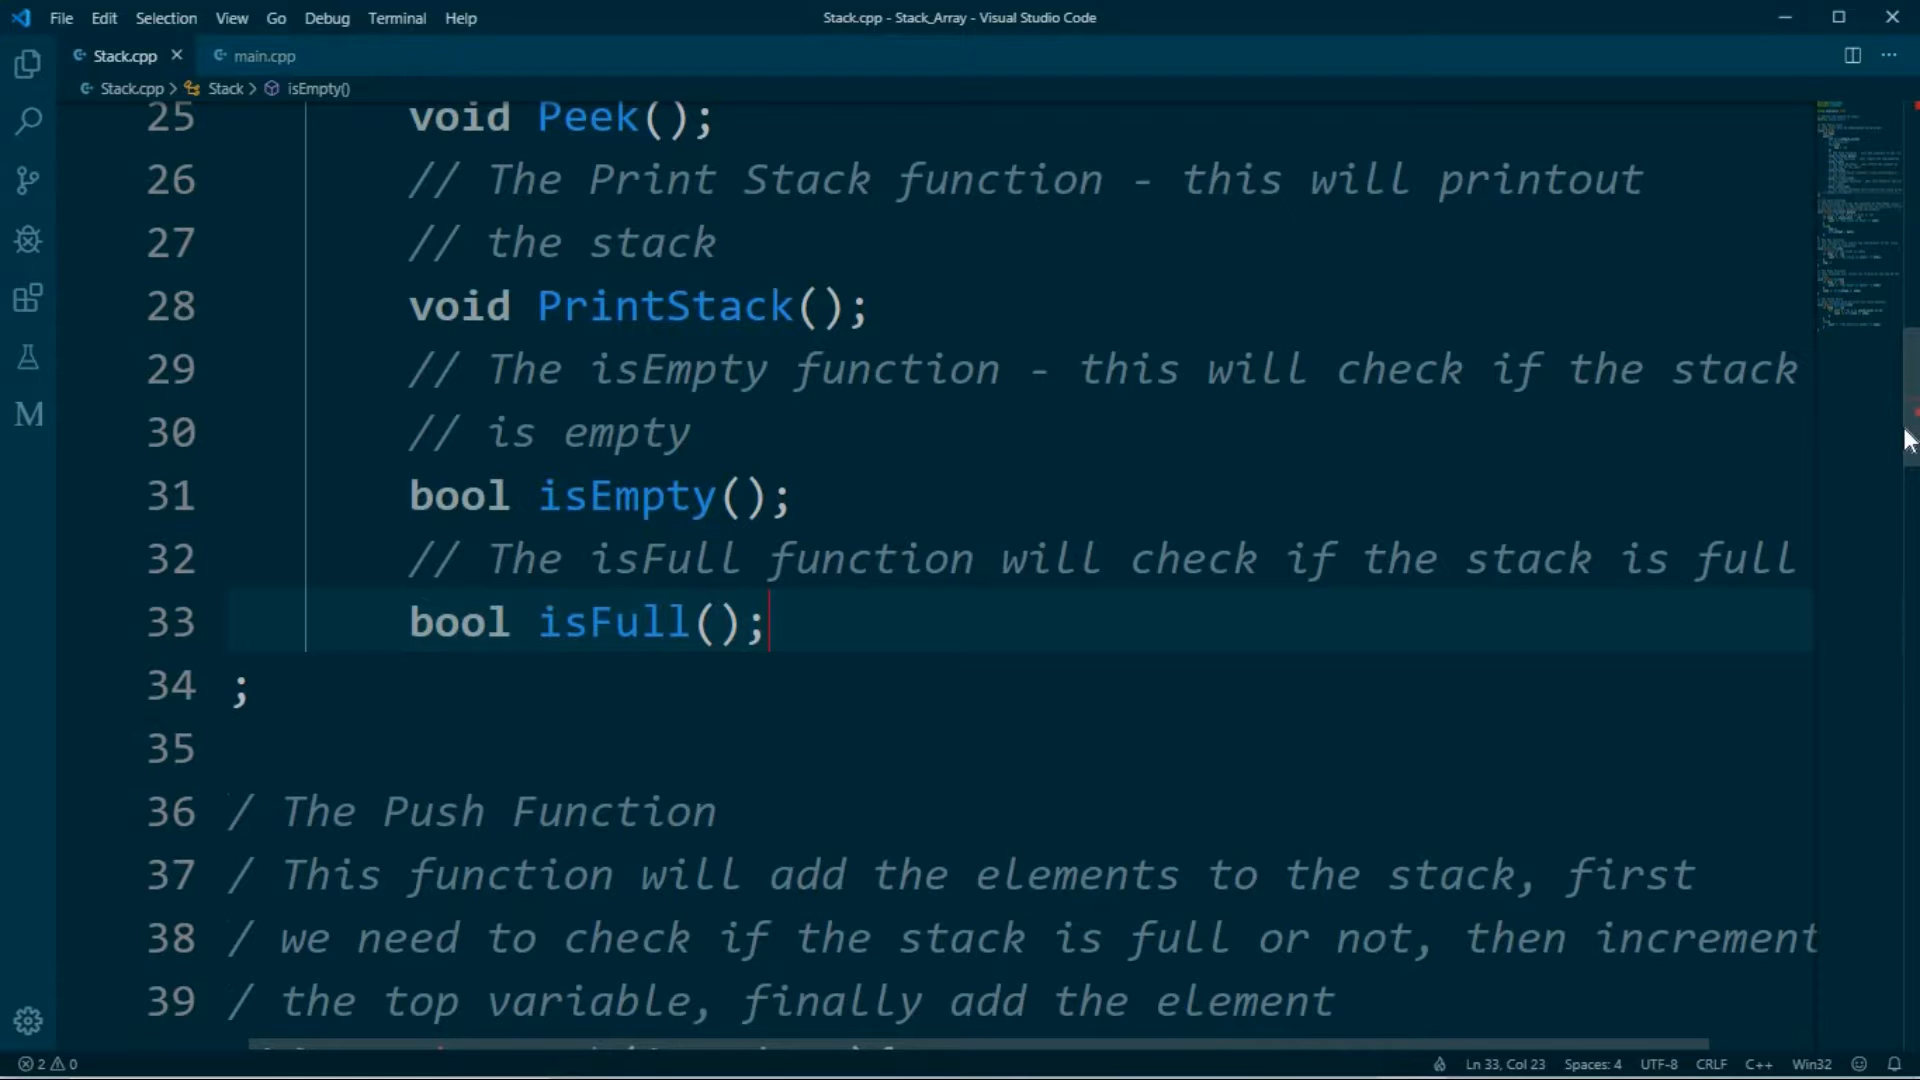 File Edit Selection View Go Debug Terminal Help
Stack.cpp - Stack_Array - Visual Studio Code
Stack.cpp main.cpp
Stack.cpp > Stack > isEmpty()
25 void Peek();
26 // The Print Stack function - this will printout
27 // the stack
28 void PrintStack();
29 // The isEmpty function - this will check if the stack
30 // is empty
31 bool isEmpty();
32 // The isFull function will check if the stack is full
33 bool isFull();
34 ;
35
36 / The Push Function
37 / This function will add the elements to the stack, first
38 / we need to check if the stack is full or not, then increment
39 / the top variable, finally add the element
2 0 Ln 33, Col 23 Spaces: 4 UTF-8 CRLF C++ Win32